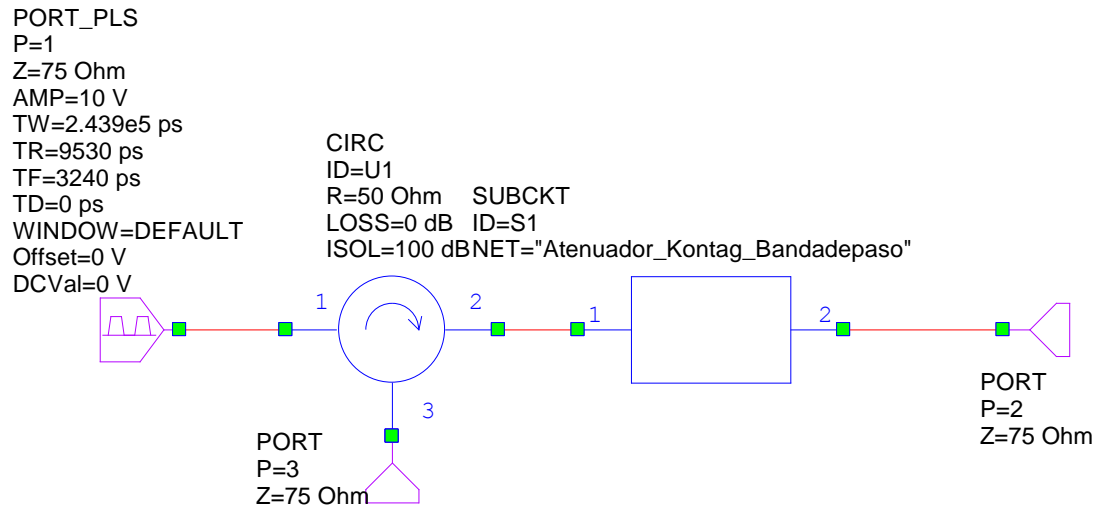 PORT_PLS
P=1
Z=75 Ohm
AMP=10 V
TW=2.439e5 ps
TR=9530 ps
TF=3240 ps
TD=0 ps
WINDOW=DEFAULT
Offset=0 V
DCVal=0 V
CIRC
ID=U1
R=50 Ohm
LOSS=0 dB
ISOL=100 dB
SUBCKT
ID=S1
NET="Atenuador_Kontag_Bandadepaso"
1
2
3
1
2
PORT
P=3
Z=75 Ohm
PORT
P=2
Z=75 Ohm